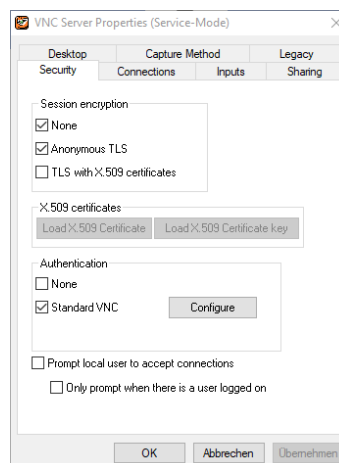 VNC Server Properties (Service-Mode)
Desktop Capture Method Legacy
Security Connections Inputs Sharing
Session encryption
None
Anonymous TLS
TLS with X.509 certificates
X.509 certificates
Load X.509 Certificate Load X.509 Certificate key
Authentication
None
Standard VNC Configure
Prompt local user to accept connections
Only prompt when there is a user logged on
OK Abbrechen Übernehmen